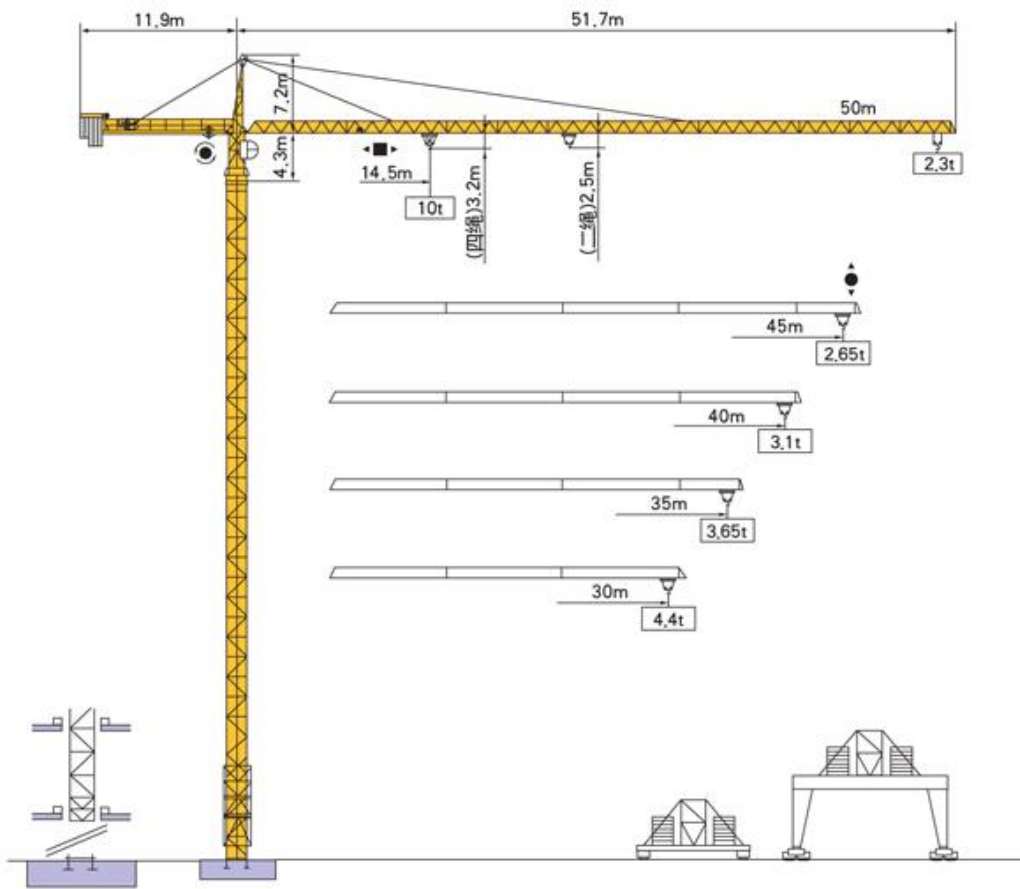 11.9m
51.7m
7.2m
50m
4.3m
14.5m
10t
(四绳)3.2m
(二绳)2.5m
2.3t
45m
2.65t
40m
3.1t
35m
3.65t
30m
4.4t